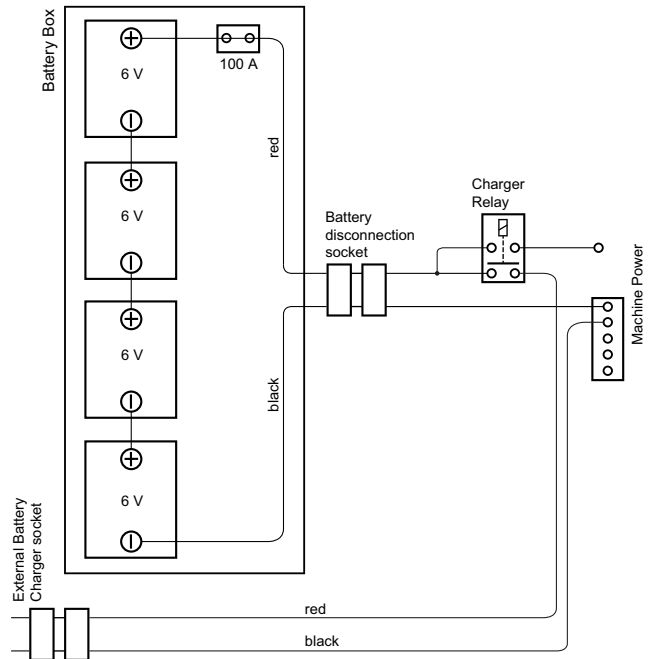 Battery Box
6 V
100 A
red
6 V
Charger
Relay
Battery
disconnection
socket
6 V
Machine Power
black
6 V
External Battery
Charger socket
red
black